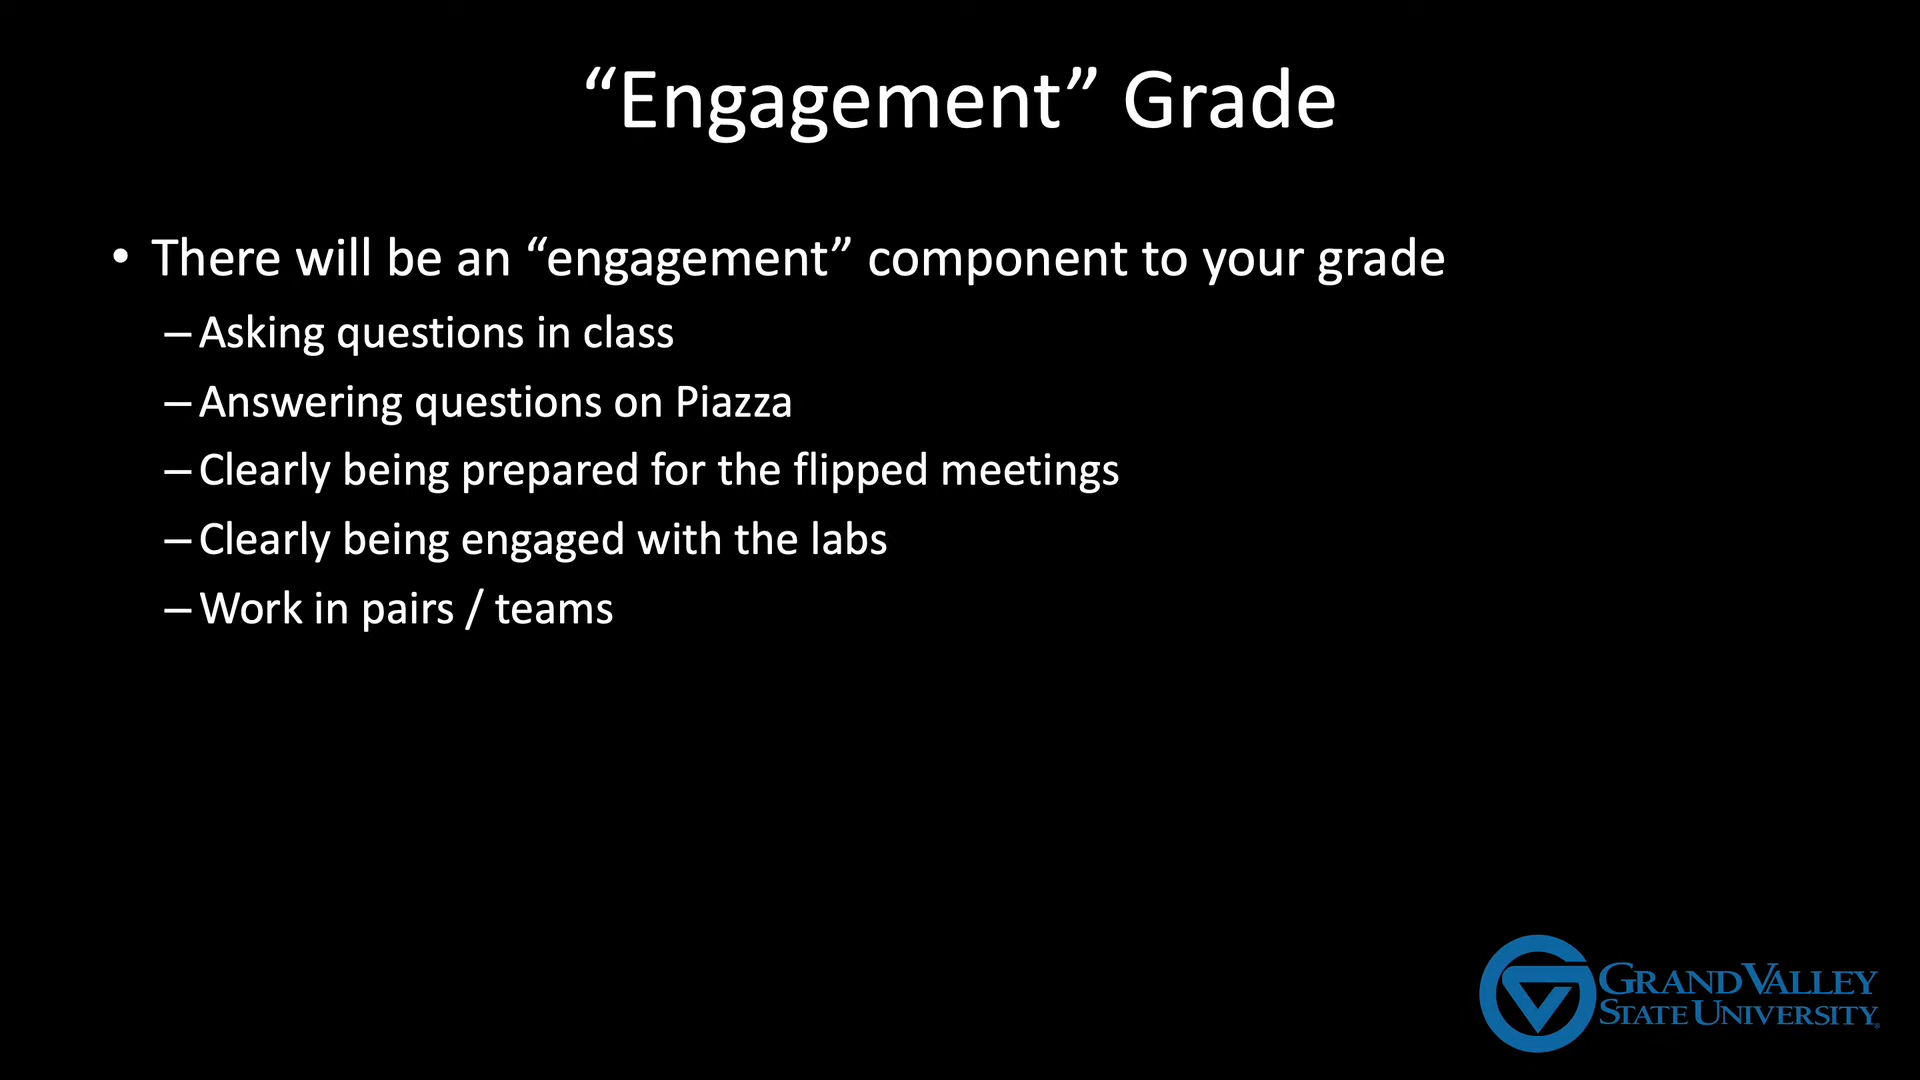 “Engagement” Grade
• There will be an “engagement” component to your grade
– Asking questions in class
– Answering questions on Piazza
– Clearly being prepared for the flipped meetings
– Clearly being engaged with the labs
– Work in pairs / teams
GRAND VALLEY
STATE UNIVERSITY®